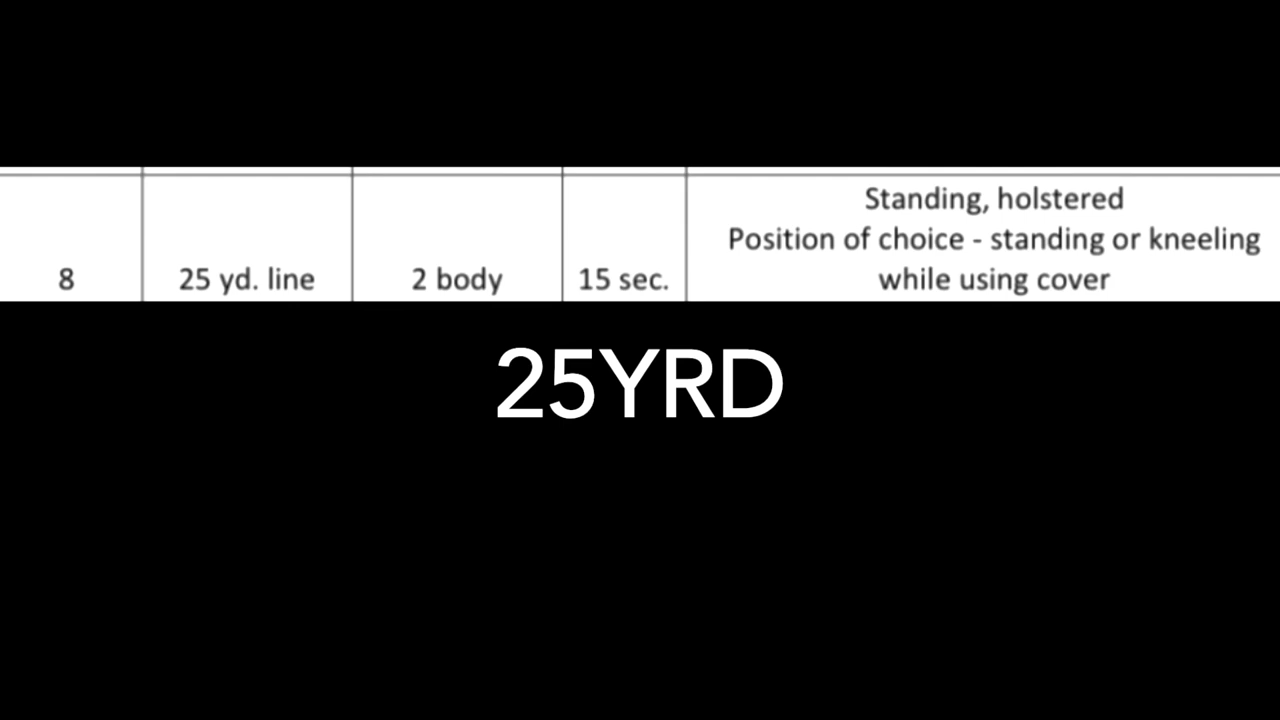 8
25 yd. line
2 body
15 sec.
Standing, holstered
Position of choice - standing or kneeling
while using cover
25YRD